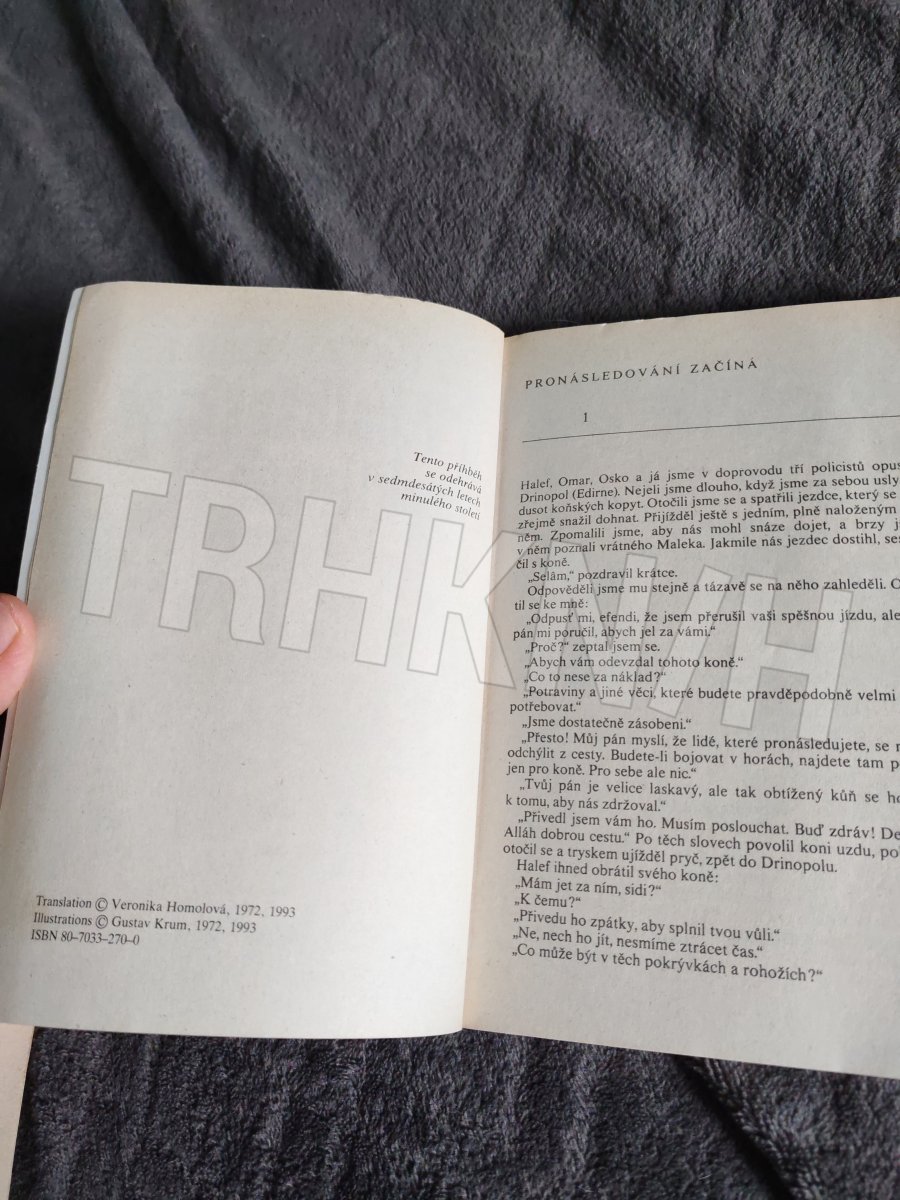 Tento příběh
se odehrává
v sedmdesátých letech
minulého století
Translation © Veronika Homolová, 1972, 1993
Illustrations © Gustav Krum, 1972, 1993
ISBN 80–7033–270–0
PRONÁSLEDOVÁNÍ ZAČÍNÁ
1
Halef, Omar, Osko a já jsme v doprovodu tří policistů opus
Drinopol (Edirne). Nejeli jsme dlouho, když jsme za sebou usly
dusot koňských kopyt. Otočili jsme se a spatřili jezdce, který se
zřejmě snažil dohnat. Přijížděl ještě s jedním, plně naloženým
něm. Zpomalili jsme, aby nás mohl snáze dojet, a brzy j
v něm poznali vrátného Maleka. Jakmile nás jezdec dostihl, ses
čil s koně.
„Selâm,“ pozdravil krátce.
Odpověděli jsme mu stejně a tázavě se na něho zahleděli. O
til se ke mně:
„Odpusť mi, efendi, že jsem přerušil vaši spěšnou jízdu, ale
pán mi poručil, abych jel za vámi.“
„Proč?“ zeptal jsem se.
„Abych vám odevzdal tohoto koně.“
„Co to nese za náklad?“
„Potraviny a jiné věci, které budete pravděpodobně velmi
potřebovat.“
„Jsme dostatečně zásobeni.“
„Přesto! Můj pán myslí, že lidé, které pronásledujete, se
odchýlit z cesty. Budete-li bojovat v horách, najdete tam p
jen pro koně. Pro sebe ale nic.“
„Tvůj pán je velice laskavý, ale tak obtížený kůň se ho
k tomu, aby nás zdržoval.“
„Přivedl jsem vám ho. Musím poslouchat. Buď zdráv! De
Alláh dobrou cestu.“ Po těch slovech povolil koni uzdu, po
otočil se a tryskem ujížděl pryč, zpět do Drinopolu.
Halef ihned obrátil svého koně:
„Mám jet za ním, sidi?“
„K čemu?“
„Přivedu ho zpátky, aby splnil tvou vůli.“
„Ne, nech ho jít, nesmíme ztrácet čas.“
„Co může být v těch pokrývkách a rohožích?“
TRHKNIH